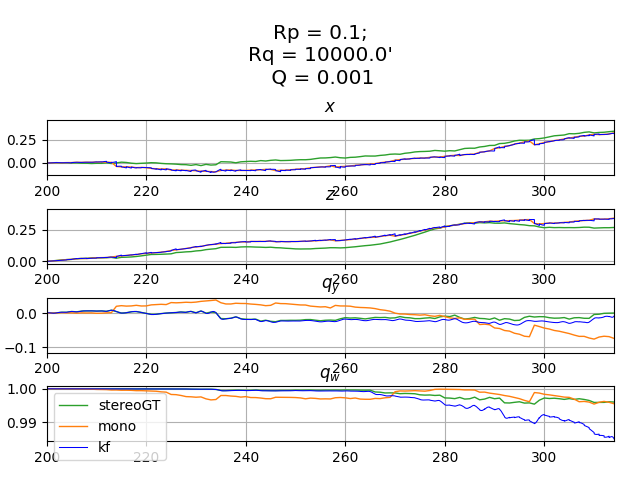 Rp = 0.1;
Rq = 10000.0'
Q = 0.001
x
0.25
0.00
200 220 240 260 280 300
z
0.25
0.00
200 220 240 260 280 300
q_y
0.0
−0.1
200 220 240 260 280 300
q_w
1.00
0.99
stereoGT
mono
kf
200 220 240 260 280 300